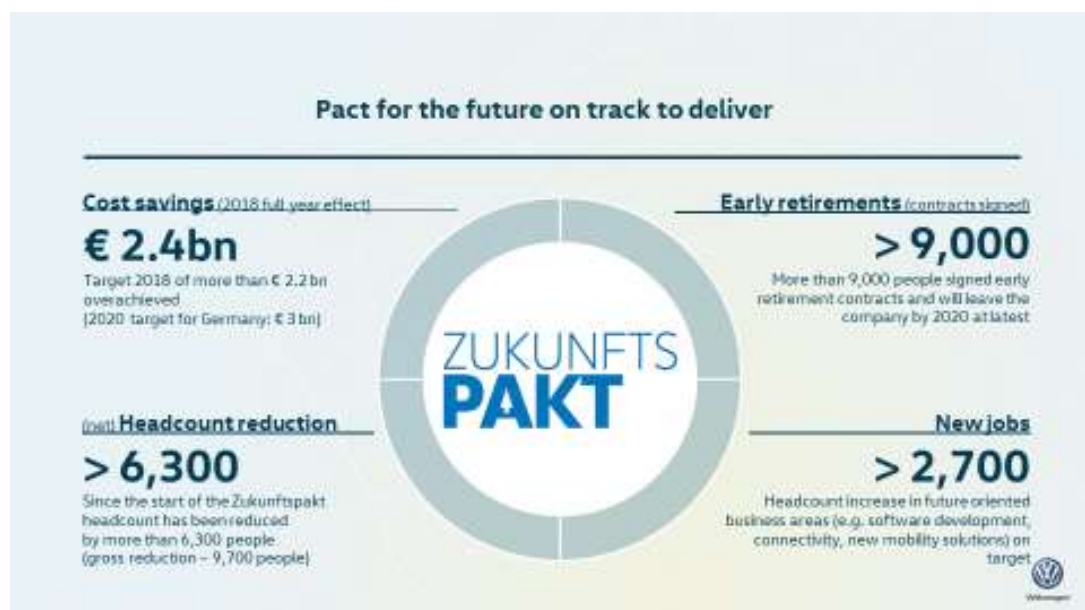 Pact for the future on track to deliver
Cost savings (2018 full year effect)
€ 2.4bn
Target 2018 of more than € 2.2 bn
overachieved
(2020 target for Germany: € 3 bn)
Early retirements (contracts signed)
> 9,000
More than 9,000 people signed early
retirement contracts and will leave the
company by 2020 at latest
ZUKUNFTS
PAKT
(net) Headcount reduction
> 6,300
Since the start of the Zukunftspakt
headcount has been reduced
by more than 6,300 people
(gross reduction – 9,700 people)
New jobs
> 2,700
Headcount increase in future oriented
business areas (e.g. software development,
connectivity, new mobility solutions) on
target
Volkswagen